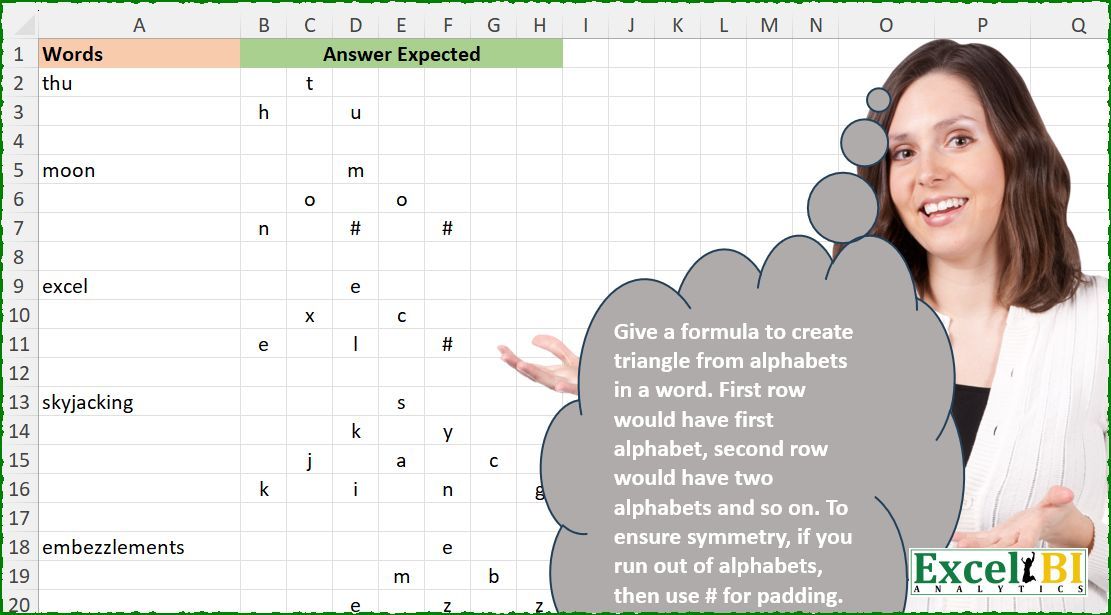 A B C D E F G H I J K L M N O P Q
1 Words Answer Expected
2 thu t
3 h u
4
5 moon m
6 o o
7 n # #
8
9 excel e
10 x c
11 e l #
12
13 skyjacking s
14 k y
15 j a c
16 k i n g
17
18 embezzlements e
19 m b
20 e z z
Give a formula to create
triangle from alphabets
in a word. First row
would have first
alphabet, second row
would have two
alphabets and so on. To
ensure symmetry, if you
run out of alphabets,
then use # for padding.
Excel BI
ANALYTICS